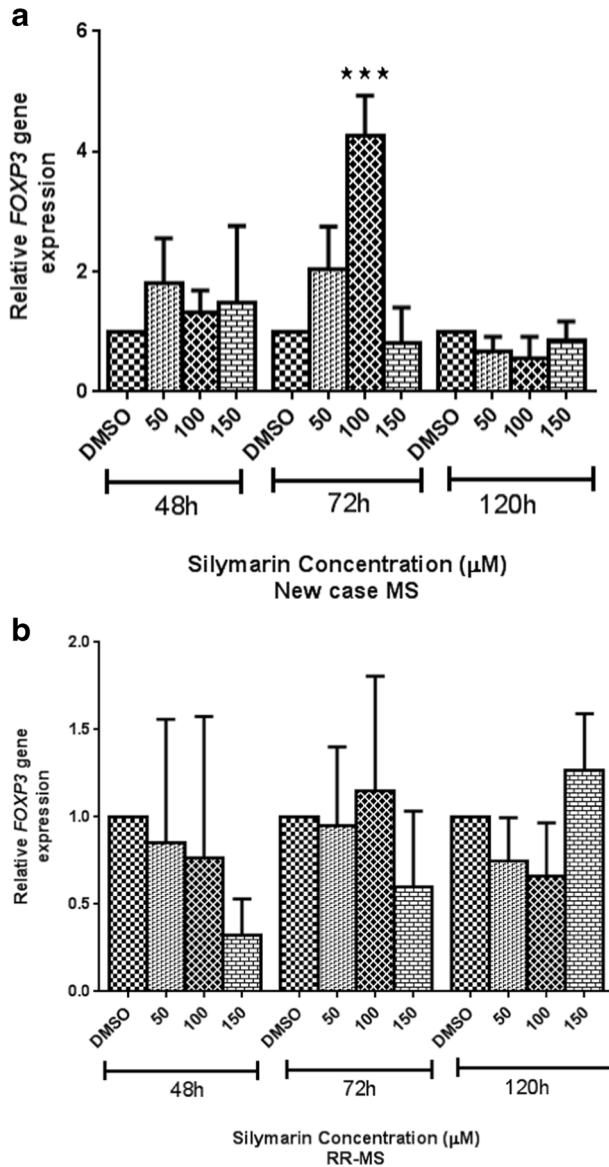 a
Relative FOXP3 gene
expression
6
4
2
0
★★★
DMSO 50 100 150 DMSO 50 100 150 DMSO 50 100 150
48h 72h 120h
Silymarin Concentration (μM)
New case MS
b
Relative FOXP3 gene
expression
2.0
1.5
1.0
0.5
0.0
DMSO 50 100 150 DMSO 50 100 150 DMSO 50 100 150
48h 72h 120h
Silymarin Concentration (μM)
RR-MS